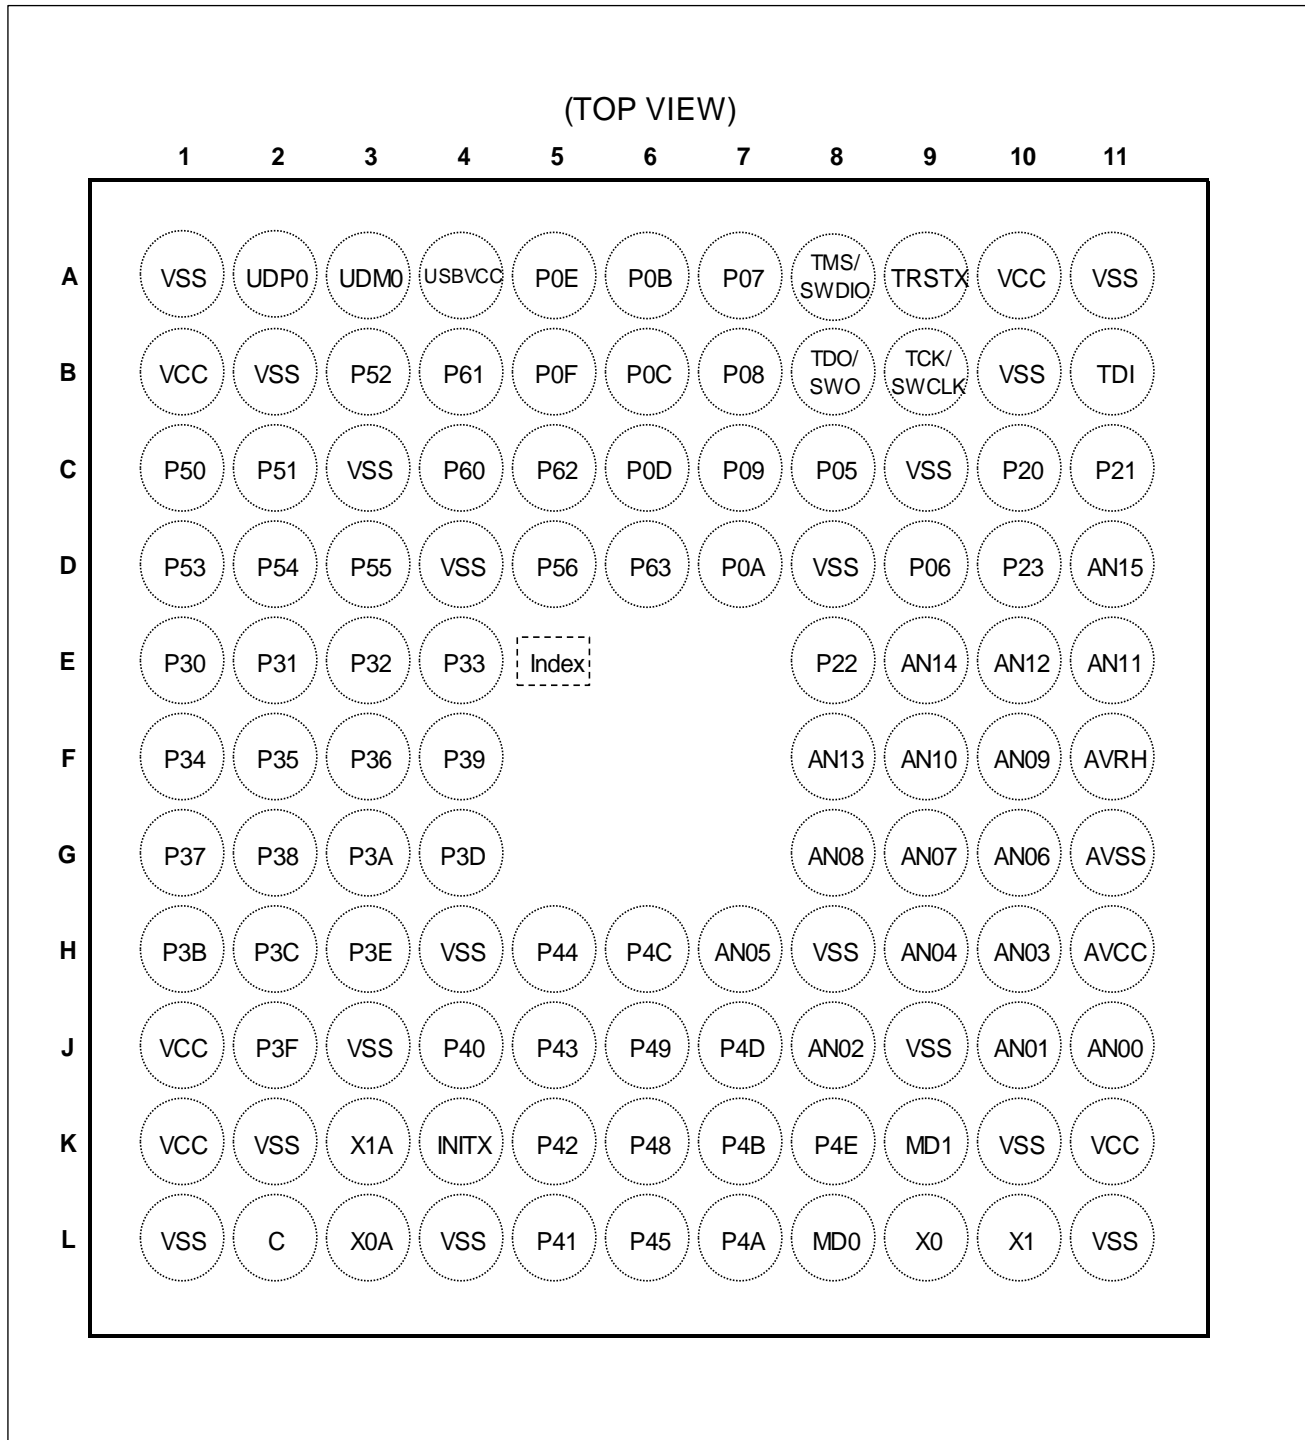 (TOP VIEW)
1 2 3 4 5 6 7 8 9 10 11
A VSS UDP0 UDM0 USBVCC P0E P0B P07 TMS/ SWDIO TRSTX VCC VSS
B VCC VSS P52 P61 P0F P0C P08 TDO/ SWO TCK/ SWCLK VSS TDI
C P50 P51 VSS P60 P62 P0D P09 P05 VSS P20 P21
D P53 P54 P55 VSS P56 P63 P0A VSS P06 P23 AN15
E P30 P31 P32 P33 Index P22 AN14 AN12 AN11
F P34 P35 P36 P39 AN13 AN10 AN09 AVRH
G P37 P38 P3A P3D AN08 AN07 AN06 AVSS
H P3B P3C P3E VSS P44 P4C AN05 VSS AN04 AN03 AVCC
J VCC P3F VSS P40 P43 P49 P4D AN02 VSS AN01 AN00
K VCC VSS X1A INITX P42 P48 P4B P4E MD1 VSS VCC
L VSS C X0A VSS P41 P45 P4A MD0 X0 X1 VSS